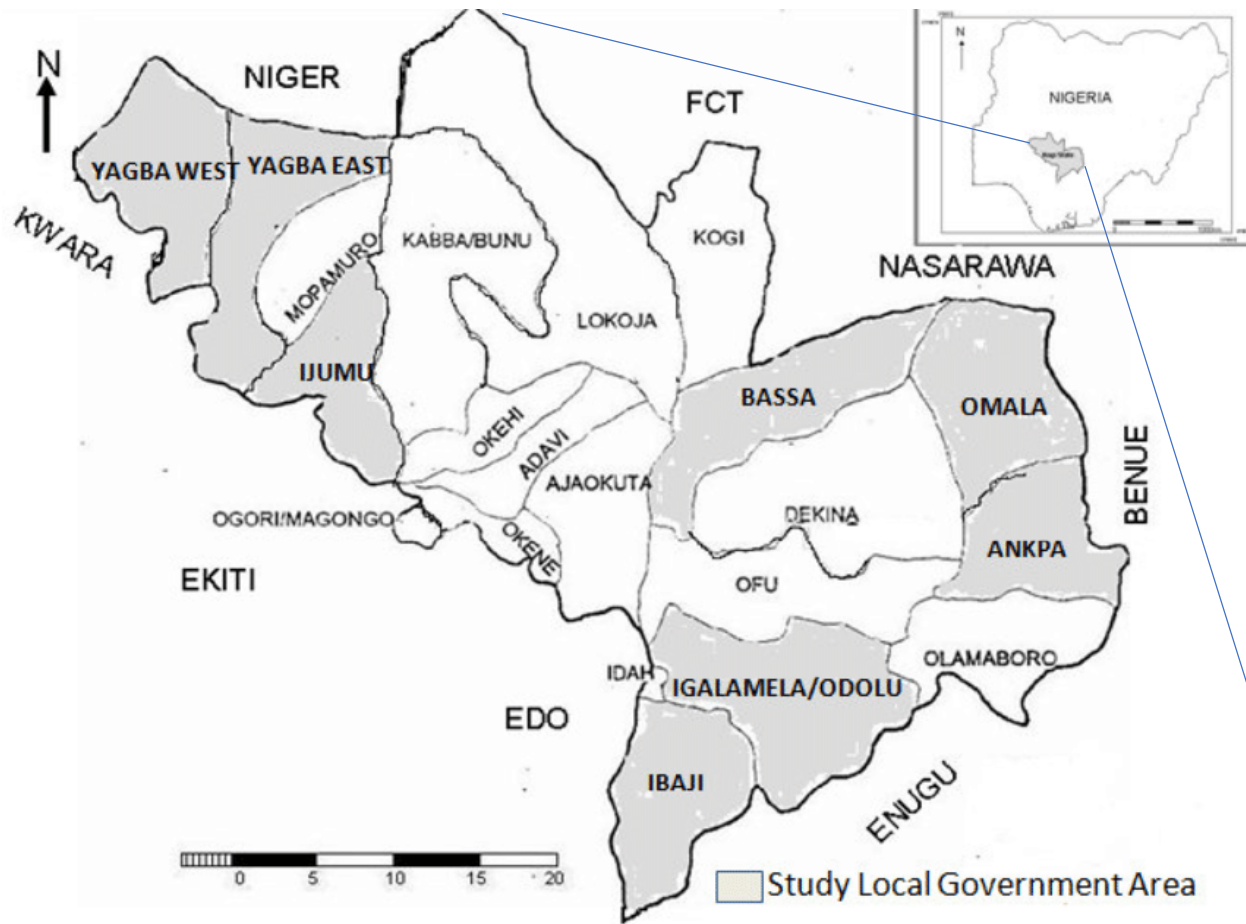 N
NIGER
FCT
N
NIGERIA
Kogi State
YAGBA WEST
YAGBA EAST
KWARA
MOPAMURO
KABBA/BUNU
KOGI
NASARAWA
LOKOJA
IJUMU
BASSA
OMALA
OKEHI
ADAVI
AJAOKUTA
BENUE
OGORI/MAGONGO
OKENE
DEKINA
ANKPA
EKITI
OFU
IDAH
OLAMABORO
IGALAMELA/ODOLU
EDO
IBAJI
ENUGU
0 5 10 15 20
Study Local Government Area